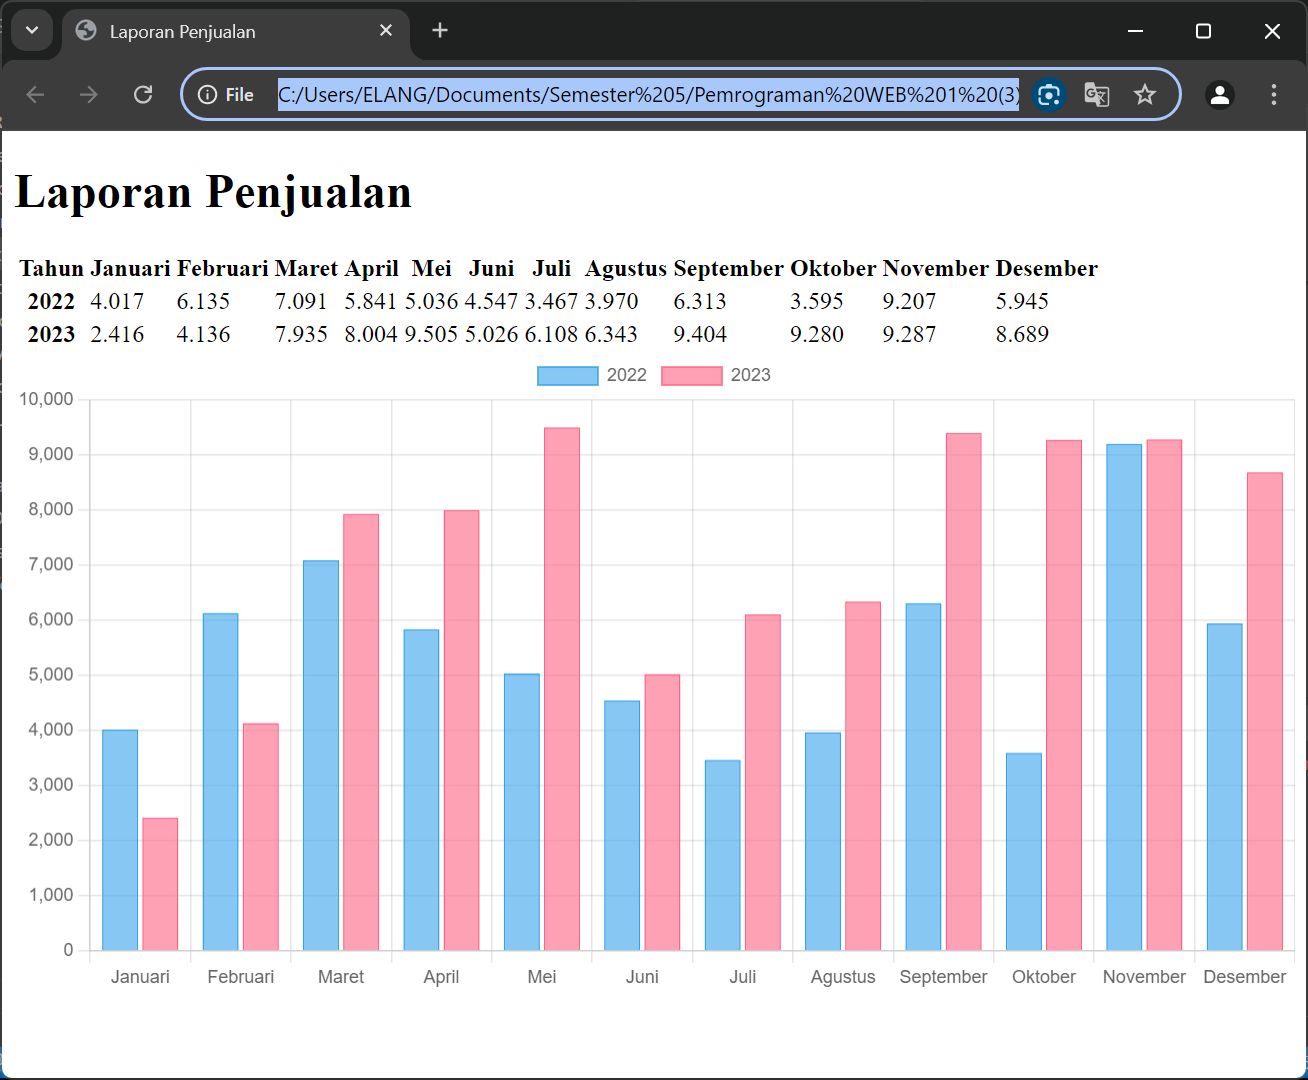 Laporan Penjualan
File C:/Users/ELANG/Documents/Semester%205/Pemrograman%20WEB%201%20(3)
Laporan Penjualan
Tahun Januari Februari Maret April Mei Juni Juli Agustus September Oktober November Desember
2022 4.017 6.135 7.091 5.841 5.036 4.547 3.467 3.970 6.313 3.595 9.207 5.945
2023 2.416 4.136 7.935 8.004 9.505 5.026 6.108 6.343 9.404 9.280 9.287 8.689
2022 2023
10,000
9,000
8,000
7,000
6,000
5,000
4,000
3,000
2,000
1,000
0
Januari Februari Maret April Mei Juni Juli Agustus September Oktober November Desember